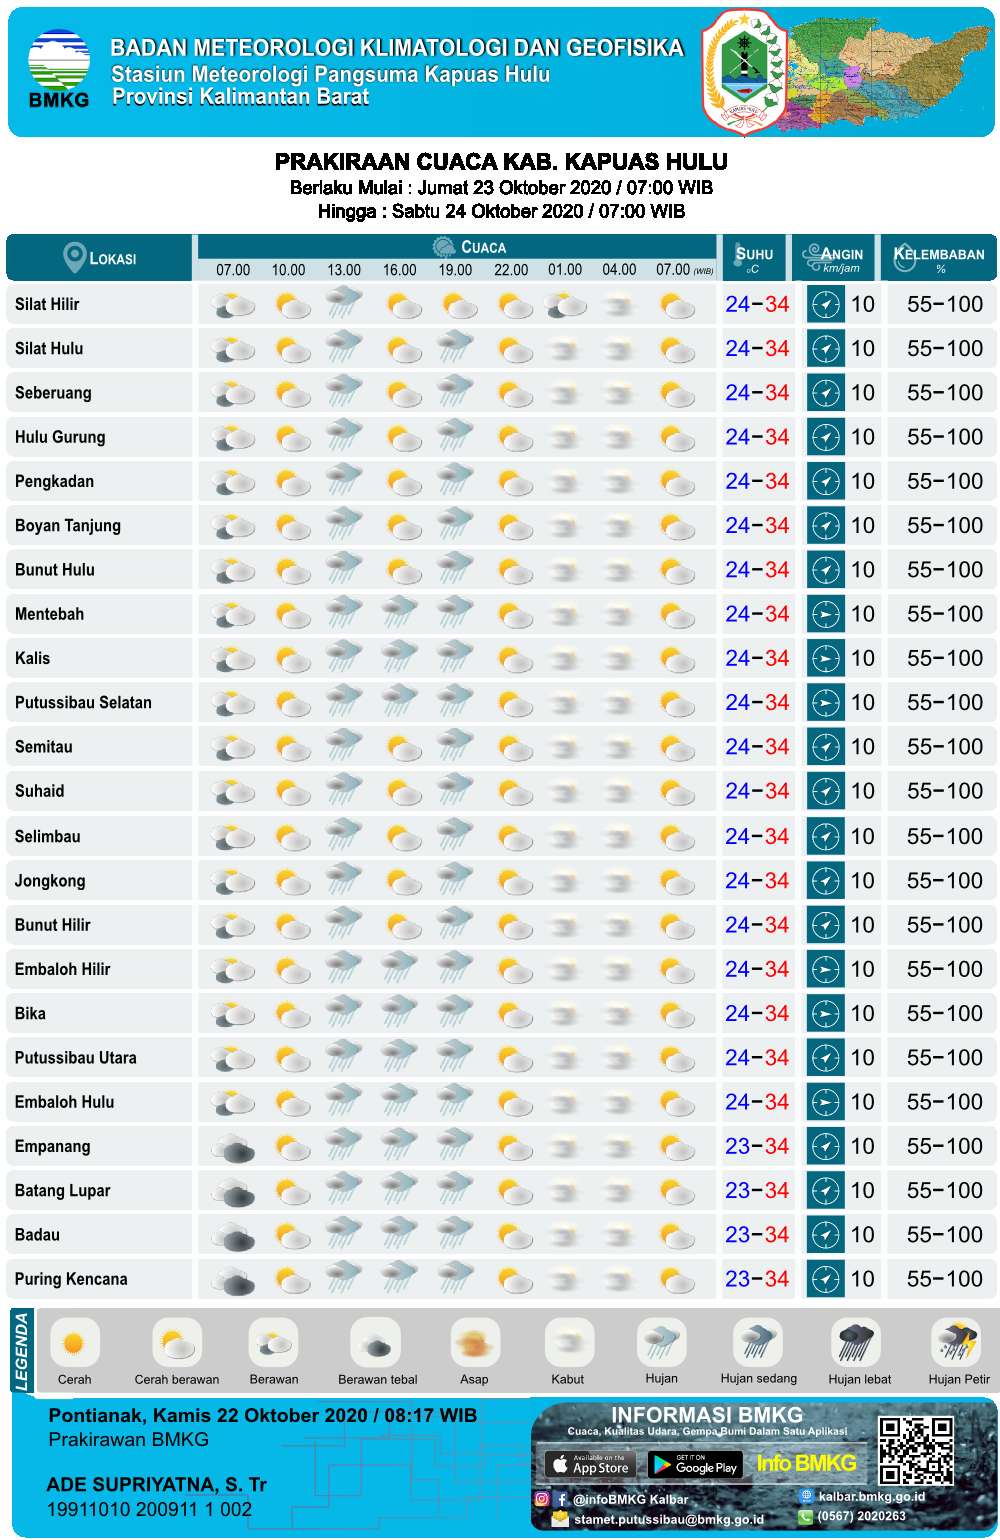 BMKG
BADAN METEOROLOGI KLIMATOLOGI DAN GEOFISIKA
Stasiun Meteorologi Pangsuma Kapuas Hulu
Provinsi Kalimantan Barat
KAPUAS HULU
PRAKIRAAN CUACA KAB. KAPUAS HULU
Berlaku Mulai : Jumat 23 Oktober 2020 / 07:00 WIB
Hingga : Sabtu 24 Oktober 2020 / 07:00 WIB
LOKASI CUACA SUHU °C ANGIN km/jam KELEMBABAN %
07.00 10.00 13.00 16.00 19.00 22.00 01.00 04.00 07.00 (WIB)
Silat Hilir 24-34 10 55-100
Silat Hulu 24-34 10 55-100
Seberuang 24-34 10 55-100
Hulu Gurung 24-34 10 55-100
Pengkadan 24-34 10 55-100
Boyan Tanjung 24-34 10 55-100
Bunut Hulu 24-34 10 55-100
Mentebah 24-34 10 55-100
Kalis 24-34 10 55-100
Putussibau Selatan 24-34 10 55-100
Semitau 24-34 10 55-100
Suhaid 24-34 10 55-100
Selimbau 24-34 10 55-100
Jongkong 24-34 10 55-100
Bunut Hilir 24-34 10 55-100
Embaloh Hilir 24-34 10 55-100
Bika 24-34 10 55-100
Putussibau Utara 24-34 10 55-100
Embaloh Hulu 24-34 10 55-100
Empanang 23-34 10 55-100
Batang Lupar 23-34 10 55-100
Badau 23-34 10 55-100
Puring Kencana 23-34 10 55-100
LEGENDA
Cerah Cerah berawan Berawan Berawan tebal Asap Kabut Hujan Hujan sedang Hujan lebat Hujan Petir
Pontianak, Kamis 22 Oktober 2020 / 08:17 WIB
Prakirawan BMKG
ADE SUPRIYATNA, S. Tr
19911010 200911 1 002
INFORMASI BMKG
Cuaca, Kualitas Udara, Gempa Bumi Dalam Satu Aplikasi
Available on the App Store
GET IT ON Google Play
Info BMKG
@infoBMKG Kalbar
kalbar.bmkg.go.id
stamet.putussibau@bmkg.go.id
(0567) 2020263